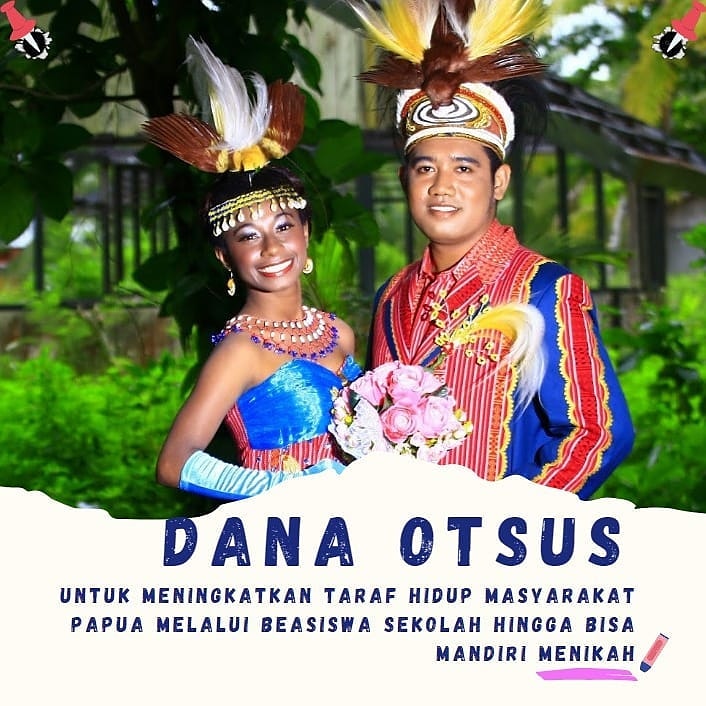 DANA OTSUS
UNTUK MENINGKATKAN TARAF HIDUP MASYARAKAT
PAPUA MELALUI BEASISWA SEKOLAH HINGGA BISA
MANDIRI MENIKAH